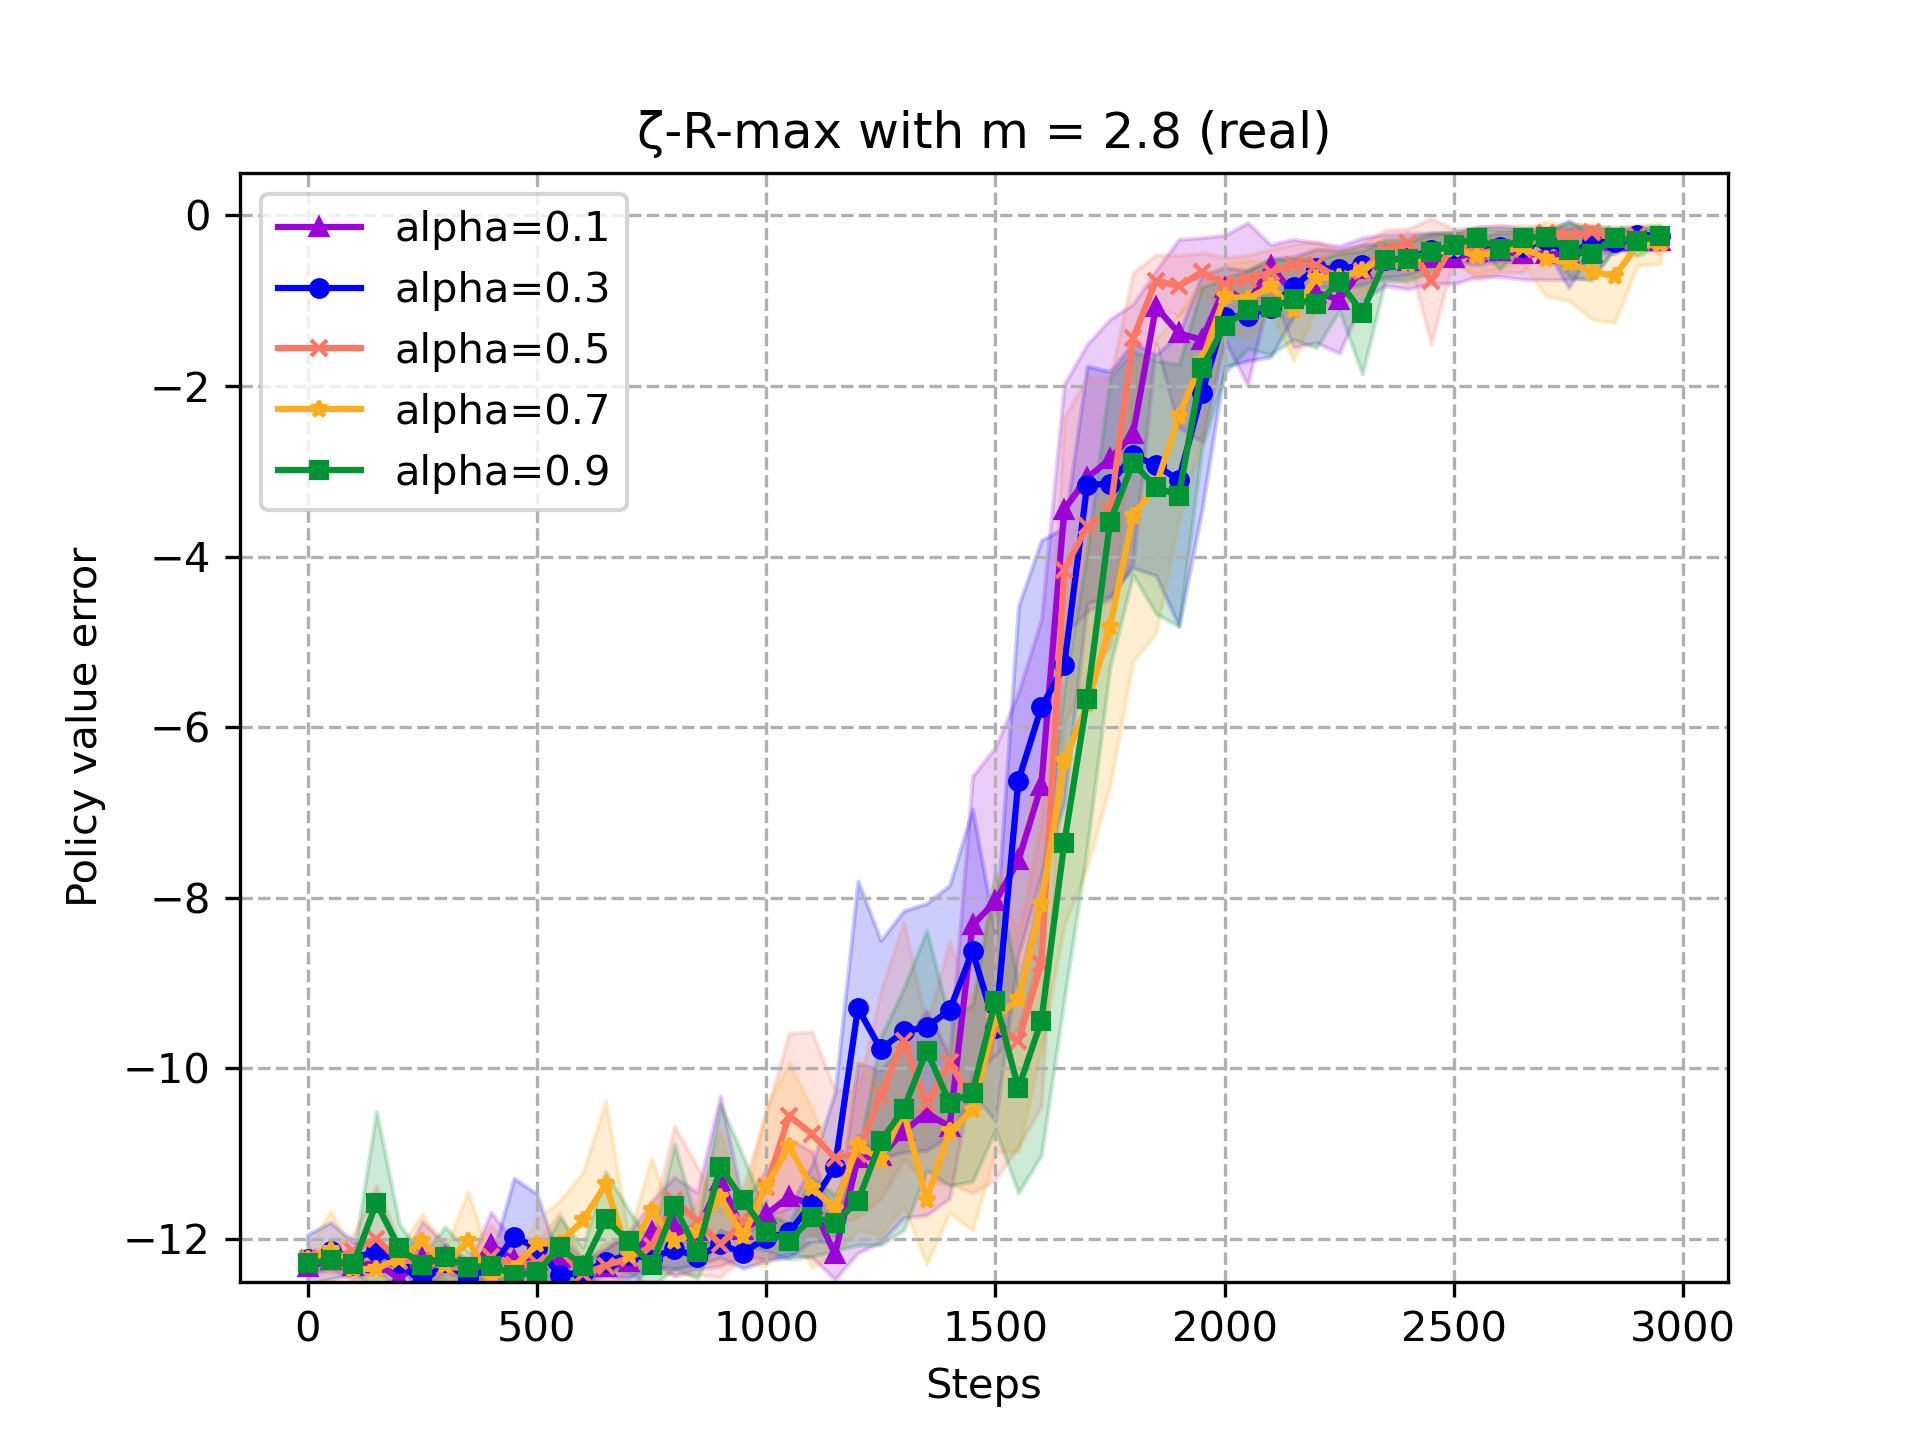 ζ-R-max with m = 2.8 (real)
alpha=0.1
alpha=0.3
alpha=0.5
alpha=0.7
alpha=0.9
0
−2
−4
−6
−8
−10
−12
Policy value error
0 500 1000 1500 2000 2500 3000
Steps